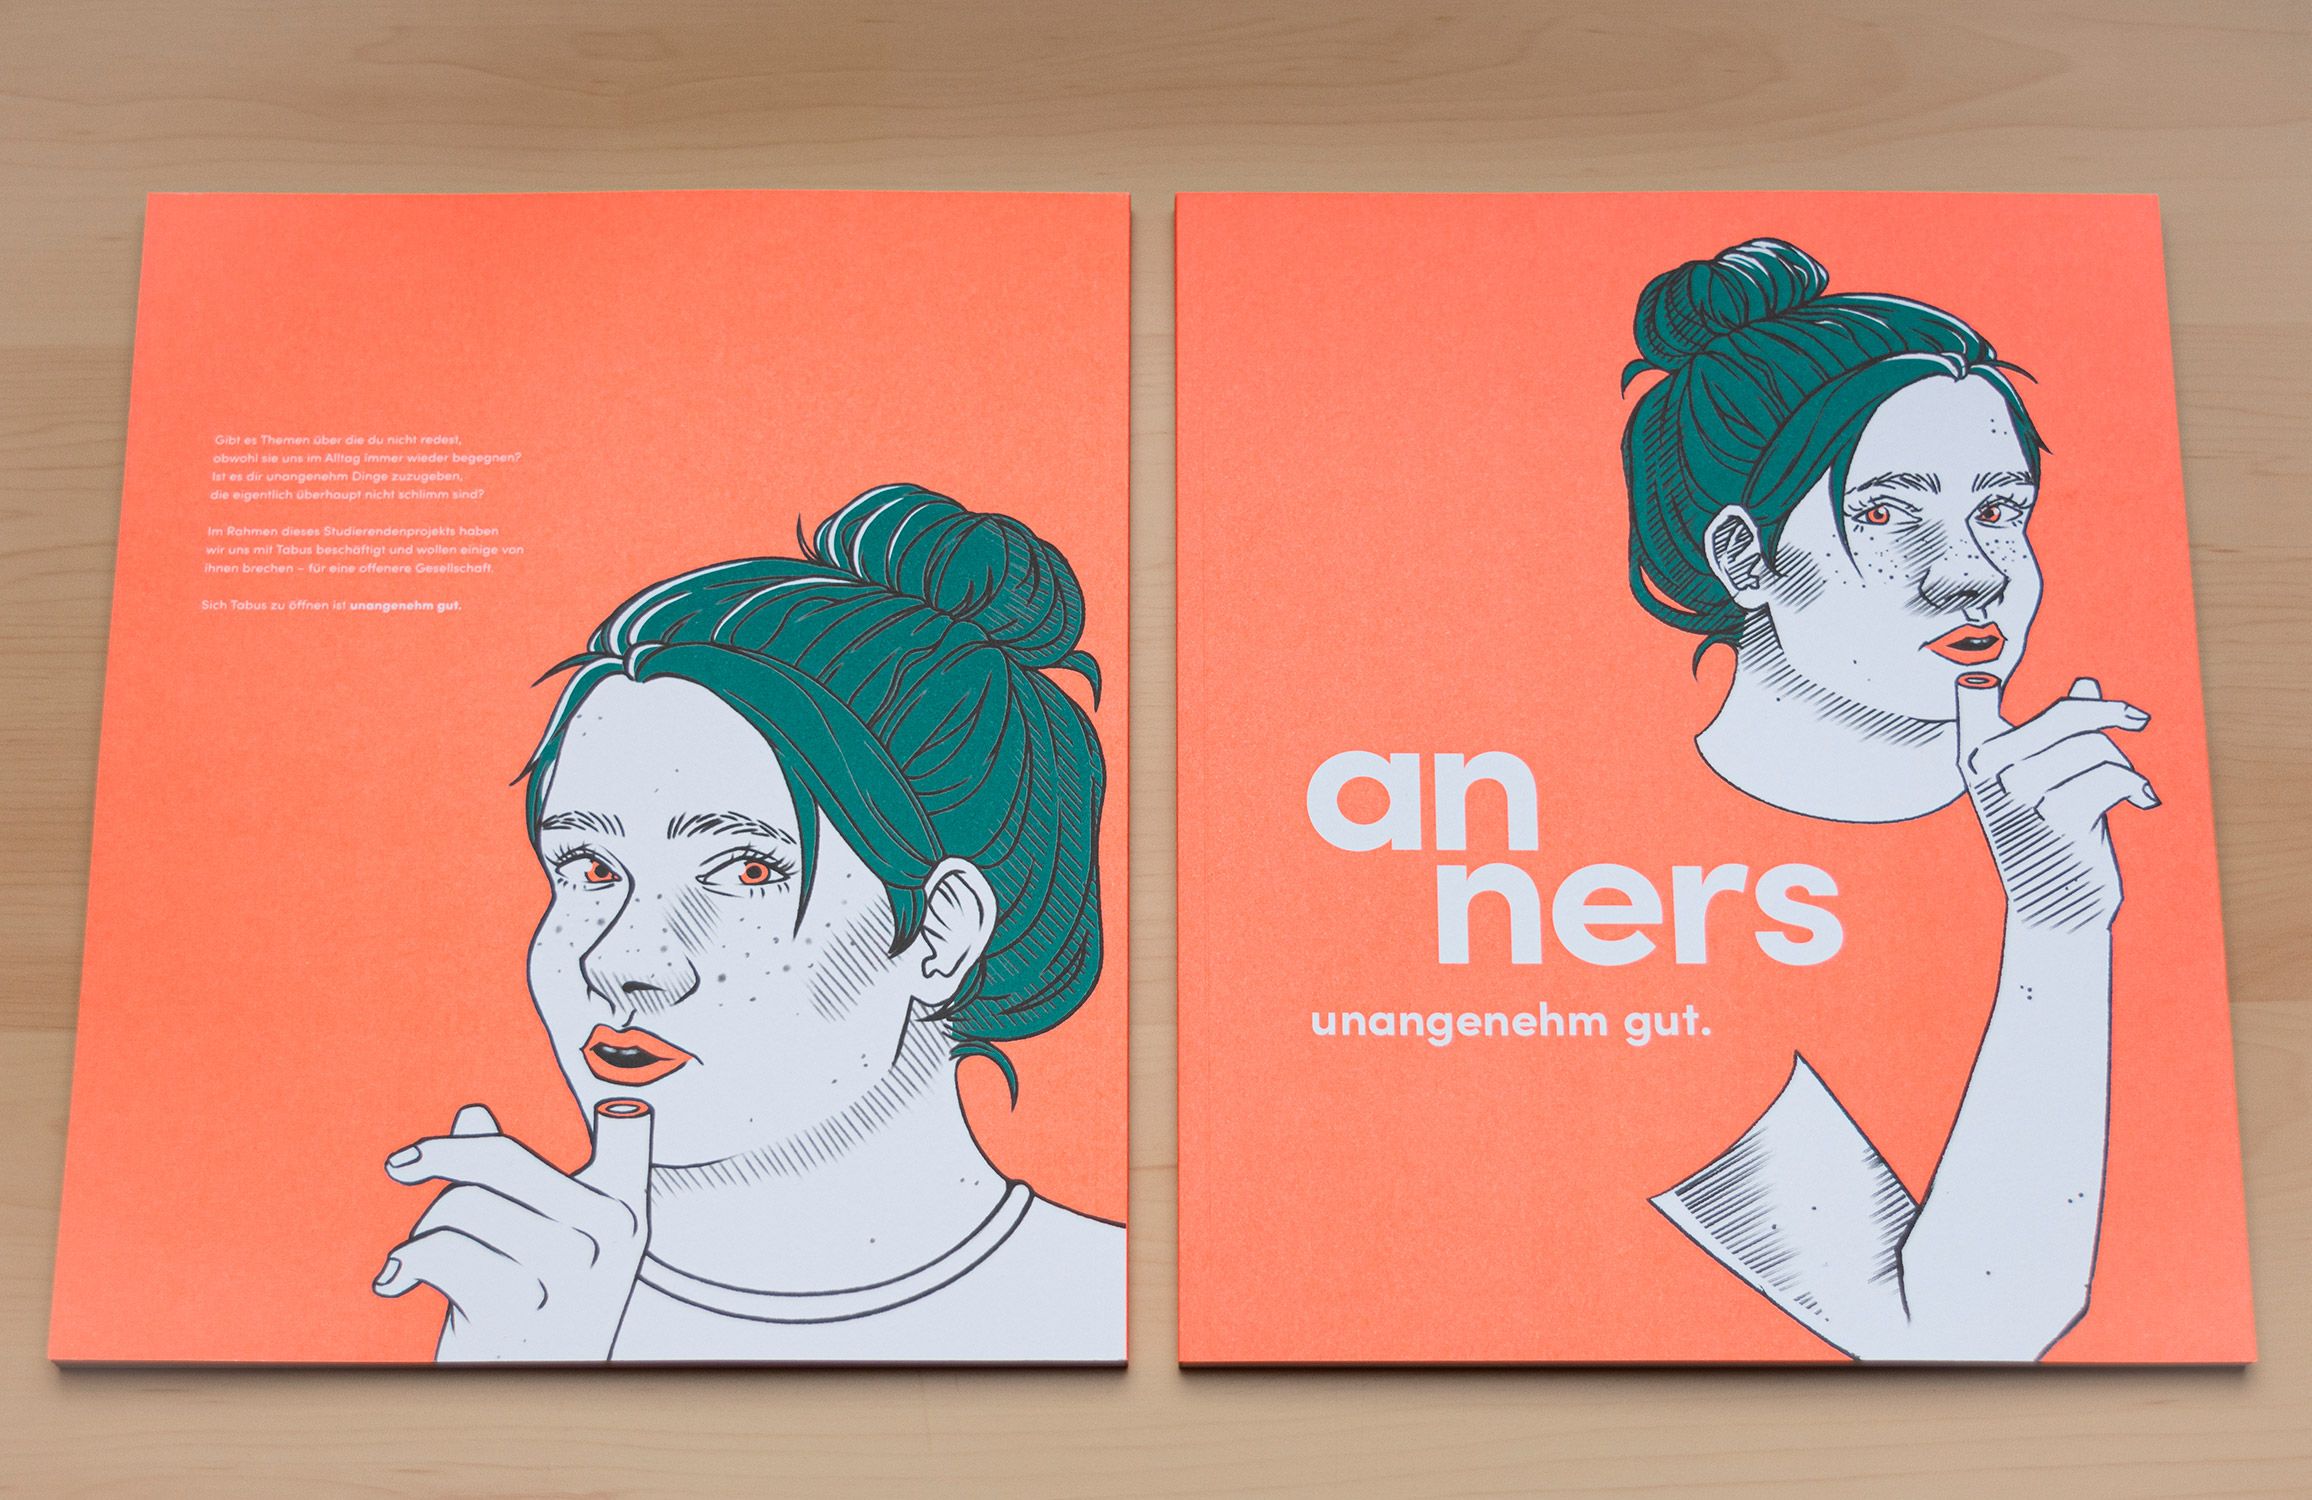 Gibt es Themen über die du nicht redest,
obwohl sie uns im Alltag immer wieder begegnen?
Ist es dir unangenehm Dinge zuzugeben,
die eigentlich überhaupt nicht schlimm sind?
Im Rahmen dieses Studierendenprojekts haben
wir uns mit Tabus beschäftigt und wollen einige von
ihnen brechen – für eine offenere Gesellschaft.
Sich Tabus zu öffnen ist unangenehm gut.
an
ners
unangenehm gut.